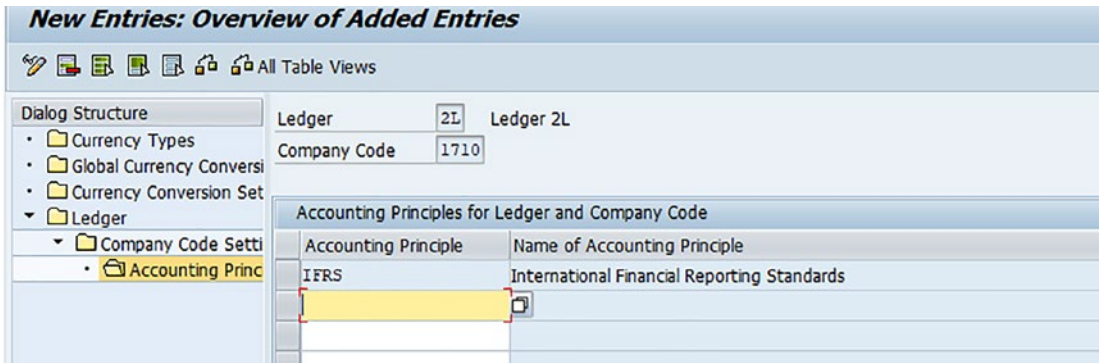 New Entries: Overview of Added Entries
All Table Views
Dialog Structure
Currency Types
Global Currency Conversi
Currency Conversion Set
Ledger
Company Code Setti
Accounting Princ
Ledger 2L Ledger 2L
Company Code 1710
Accounting Principles for Ledger and Company Code
Accounting Principle Name of Accounting Principle
IFRS International Financial Reporting Standards